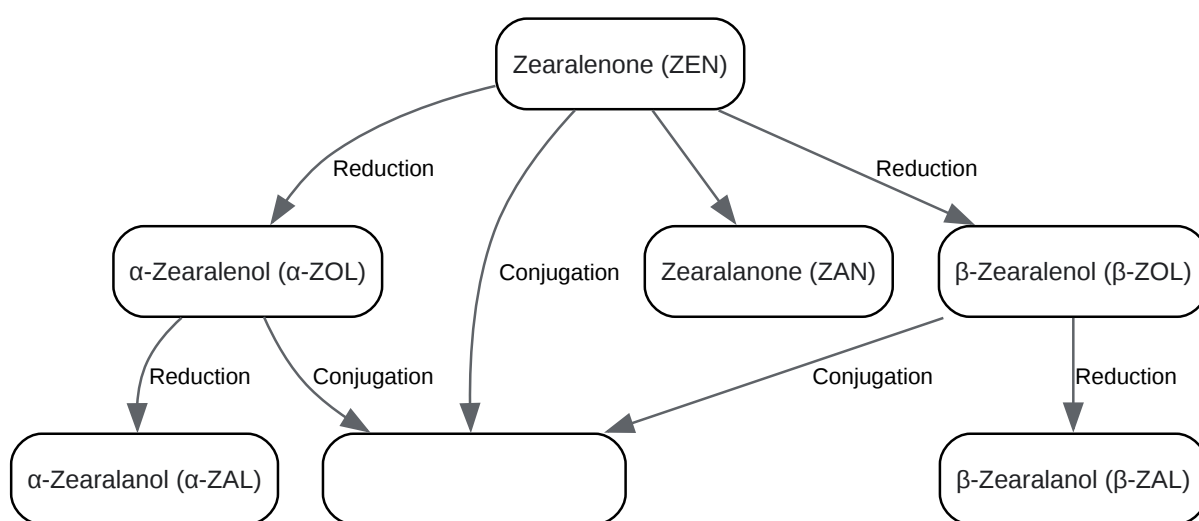 Zearalenone (ZEN)
Reduction
Reduction
α-Zearalenol (α-ZOL)
Conjugation
Zearalanone (ZAN)
β-Zearalenol (β-ZOL)
Reduction
Conjugation
Conjugation
Reduction
α-Zearalanol (α-ZAL)
β-Zearalanol (β-ZAL)